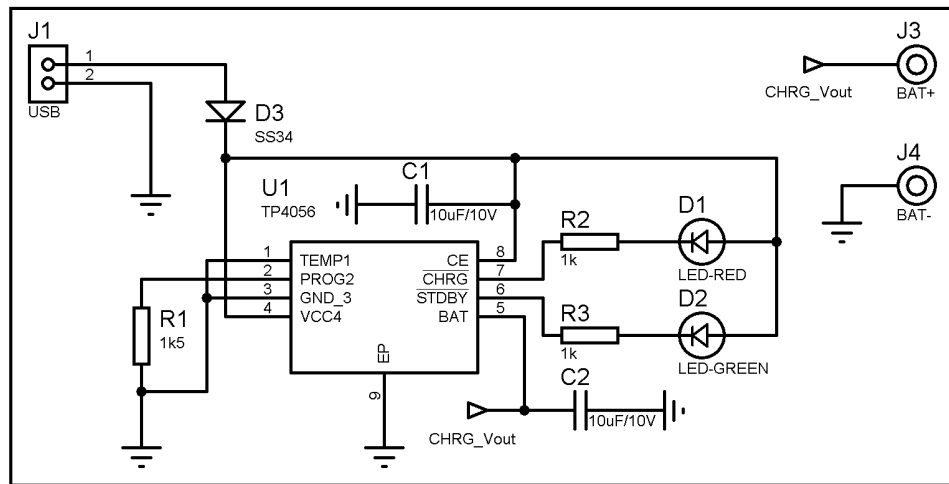 J1
1
2
USB
D3
SS34
CHRG_Vout
J3
BAT+
J4
BAT-
U1
TP4056
C1
10uF/10V
1
2
3
4
TEMP1
PROG2
GND_3
VCC4
CE
CHRG
STDBY
BAT
8
7
6
5
EP
9
R1
1k5
R2
1k
D1
LED-RED
R3
1k
D2
LED-GREEN
C2
10uF/10V
CHRG_Vout